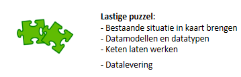 Lastige puzzel:
- Bestaande situatie in kaart brengen
- Datamodellen en datatypen
- Keten laten werken
- Datalevering